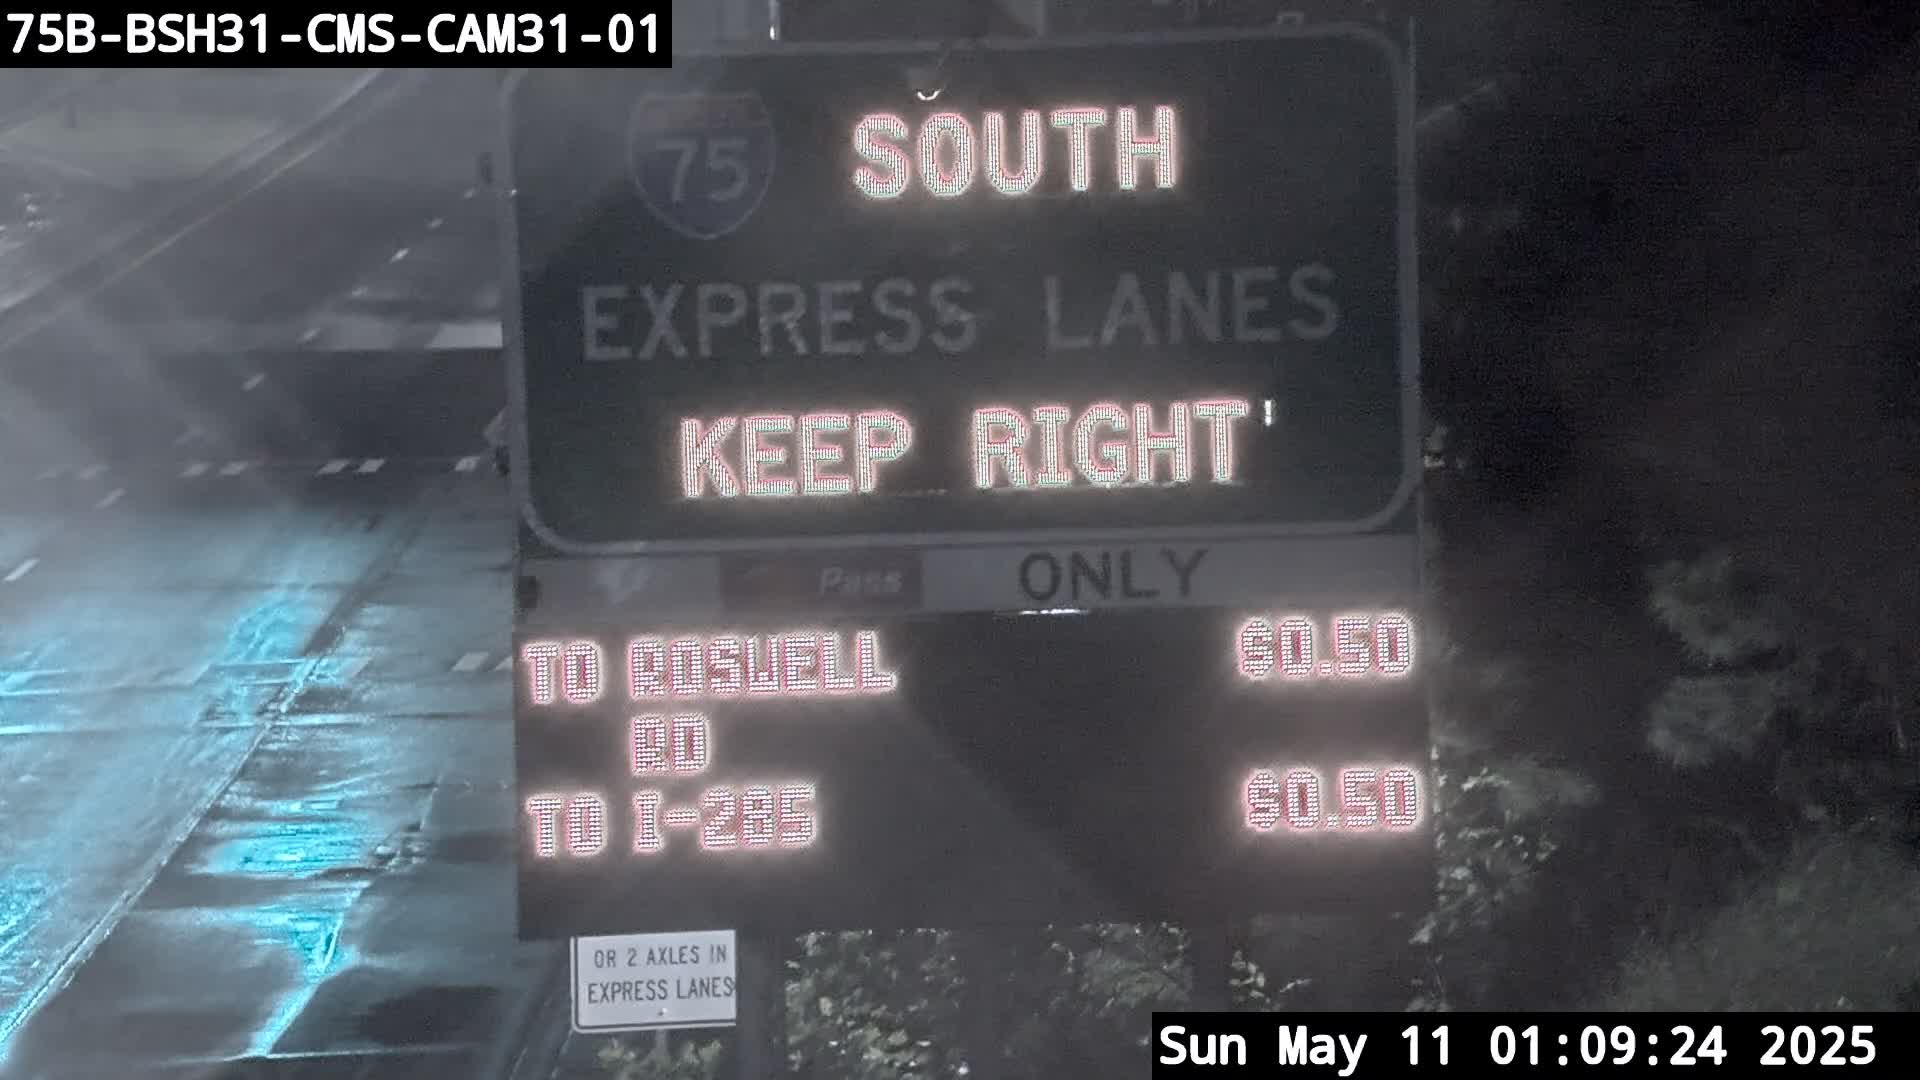 75B-BSH31-CMS-CAM31-01
75 SOUTH
EXPRESS LANES
KEEP RIGHT
Pass ONLY
TO ROSWELL $0.50
RD
TO I-285 $0.50
OR 2 AXLES IN
EXPRESS LANES
Sun May 11 01:09:24 2025